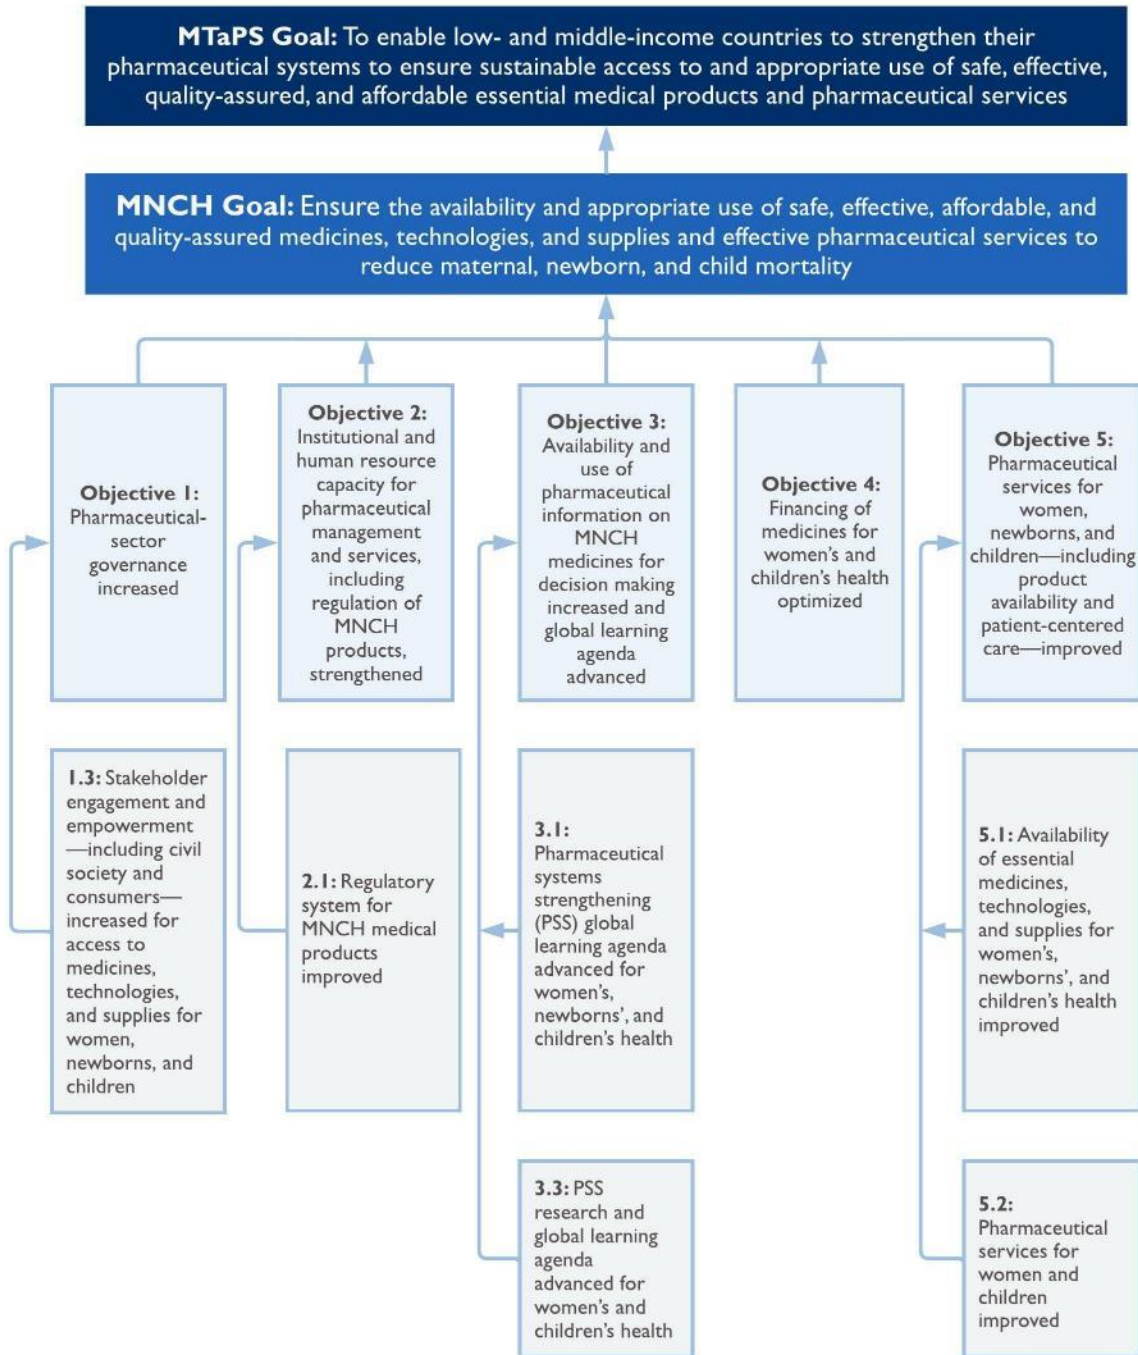 MTaPS Goal: To enable low- and middle-income countries to strengthen their
pharmaceutical systems to ensure sustainable access to and appropriate use of safe, effective,
quality-assured, and affordable essential medical products and pharmaceutical services
MNCH Goal: Ensure the availability and appropriate use of safe, effective, affordable, and
quality-assured medicines, technologies, and supplies and effective pharmaceutical services to
reduce maternal, newborn, and child mortality
Objective 1:
Pharmaceutical-
sector
governance
increased
Objective 2:
Institutional and
human resource
capacity for
pharmaceutical
management
and services,
including
regulation of
MNCH
products,
strengthened
Objective 3:
Availability and
use of
pharmaceutical
information on
MNCH
medicines for
decision making
increased and
global learning
agenda
advanced
Objective 4:
Financing of
medicines for
women's and
children's health
optimized
Objective 5:
Pharmaceutical
services for
women,
newborns, and
children—including
product
availability and
patient-centered
care—improved
1.3: Stakeholder
engagement and
empowerment
—including civil
society and
consumers—
increased for
access to
medicines,
technologies,
and supplies for
women,
newborns, and
children
2.1: Regulatory
system for
MNCH medical
products
improved
3.1:
Pharmaceutical
systems
strengthening
(PSS) global
learning agenda
advanced for
women's,
newborns', and
children's health
5.1: Availability
of essential
medicines,
technologies,
and supplies for
women's,
newborns', and
children's health
improved
3.3: PSS
research and
global learning
agenda
advanced for
women's and
children's health
5.2:
Pharmaceutical
services for
women and
children
improved